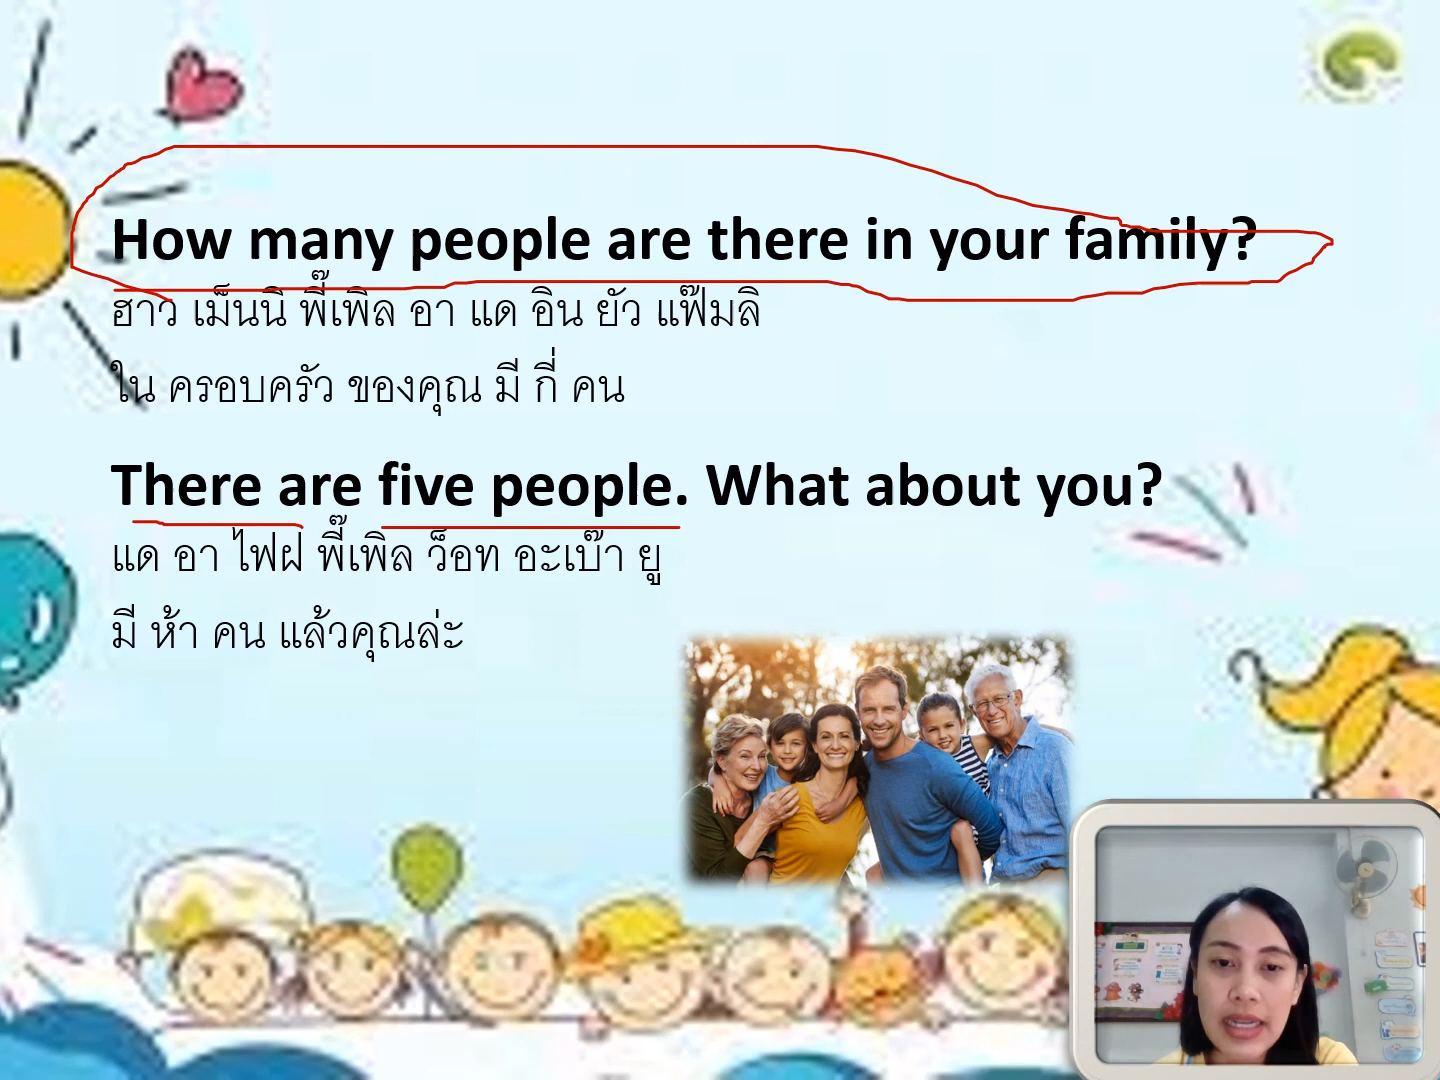 How many people are there in your family?
ฮาว เม็นนิ พี๊เพิล อา แด อิน ยัว แฟ๊มลิ
ใน ครอบครัว ของคุณ มี กี่ คน
There are five people. What about you?
แด อา ไฟฝ พี๊เพิล ว็อท อะเบ๊า ยู
มี ห้า คน แล้วคุณล่ะ